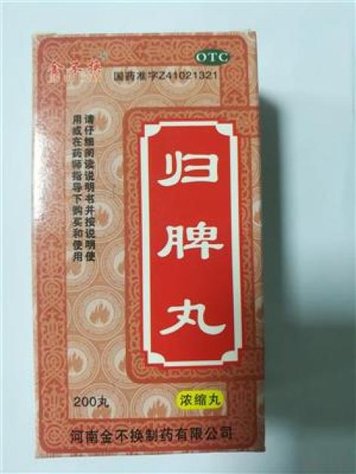 OTC
国药准字Z41021321
请仔细阅读说明书并按说明使
用或在药师指导下购买和使用
归脾丸
200丸
浓缩丸
河南金不换制药有限公司